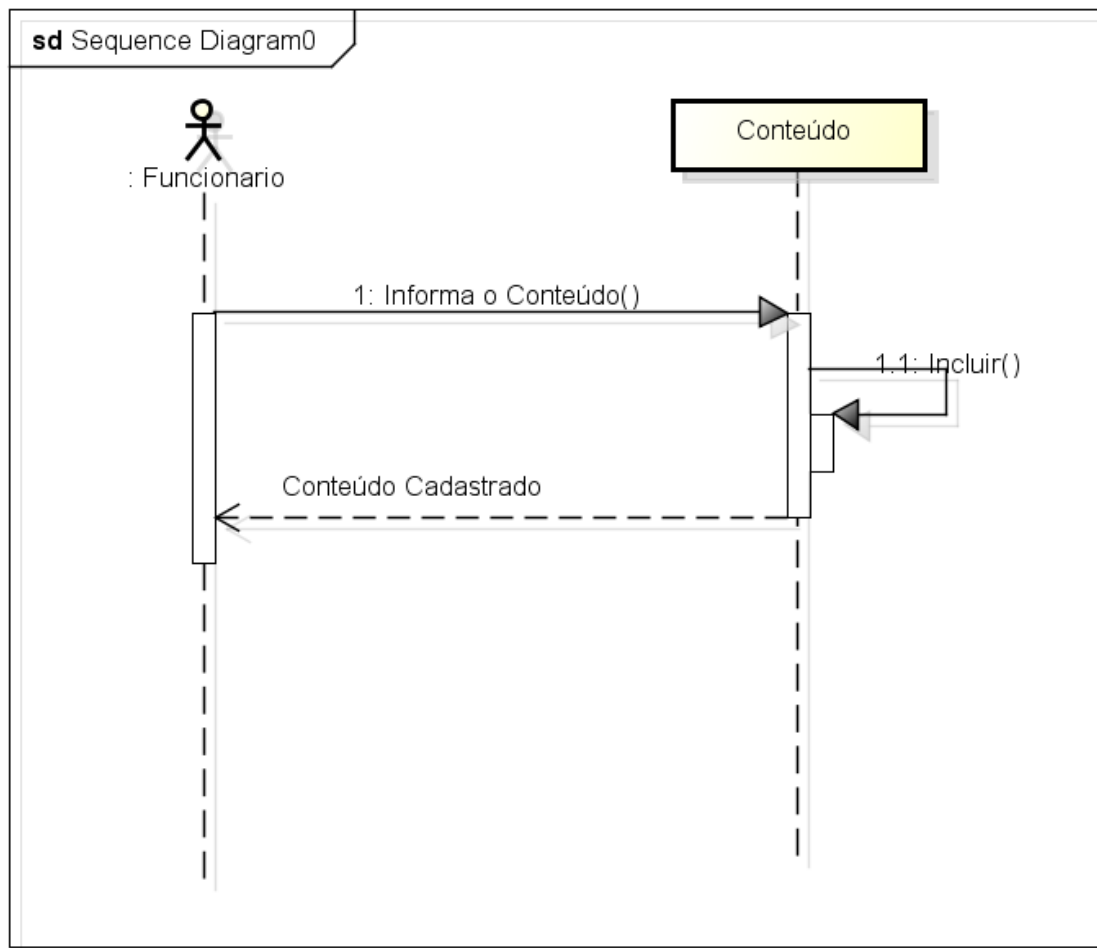 sd Sequence Diagram0
: Funcionario
Conteúdo
1: Informa o Conteúdo()
1.1: Incluir()
Conteúdo Cadastrado